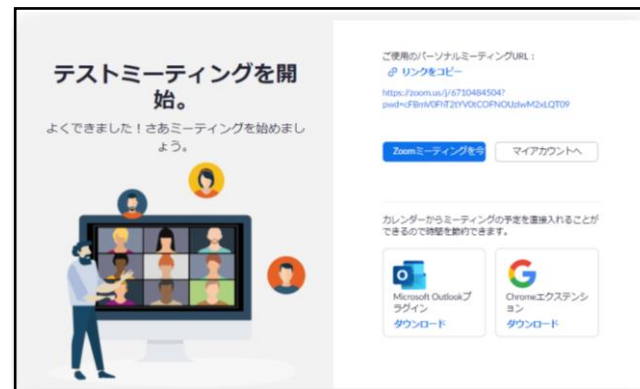 テストミーティングを開
始。
よくできました！さあミーティングを始めまし
ょう。
ご使用のパーソナルミーティングURL：
リンクをコピー
https://zoom.us/j/6710484504?
Zoomミーティングを今
マイアカウントへ
カレンダーからミーティングの予定を直接入れることが
できるので時間を節約できます。
Microsoft Outlookプ
ラグイン
ダウンロード
Chromeエクステンシ
ョン
ダウンロード